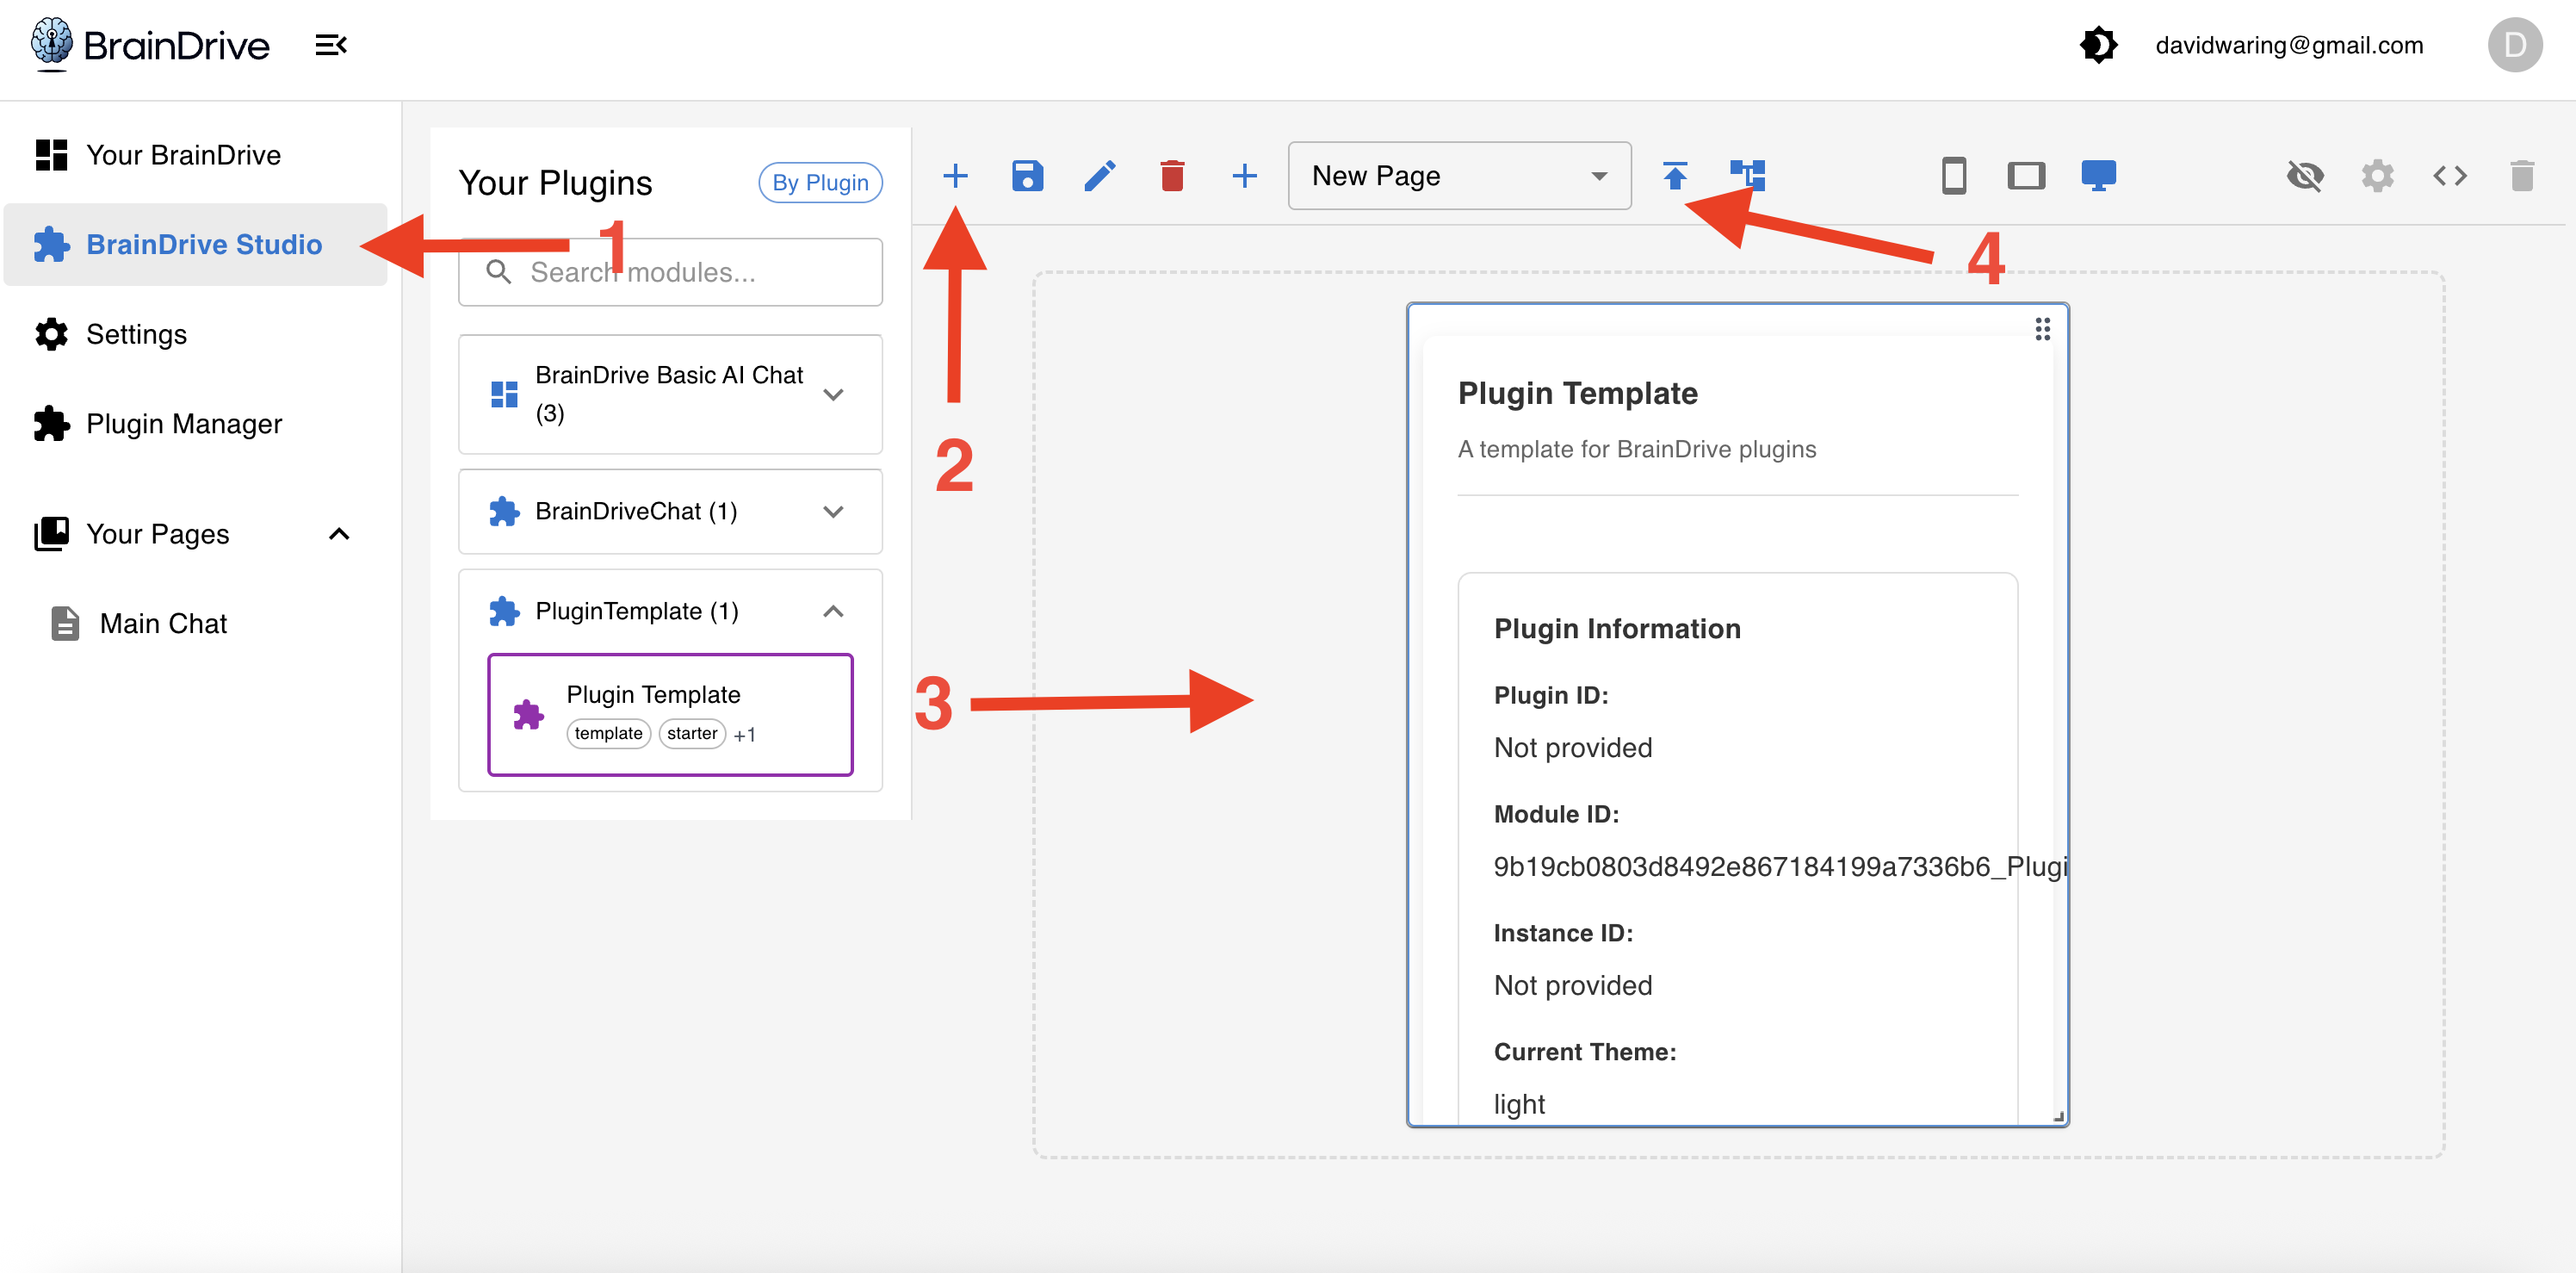 BrainDrive
davidwaring@gmail.com
D
Your BrainDrive
BrainDrive Studio
Settings
Plugin Manager
Your Pages
Main Chat
Your Plugins
By Plugin
Search modules...
BrainDrive Basic AI Chat
(3)
BrainDriveChat (1)
PluginTemplate (1)
Plugin Template
template
starter
+1
New Page
1
2
3
4
Plugin Template
A template for BrainDrive plugins
Plugin Information
Plugin ID:
Not provided
Module ID:
9b19cb0803d8492e867184199a7336b6_Plugi
Instance ID:
Not provided
Current Theme:
light